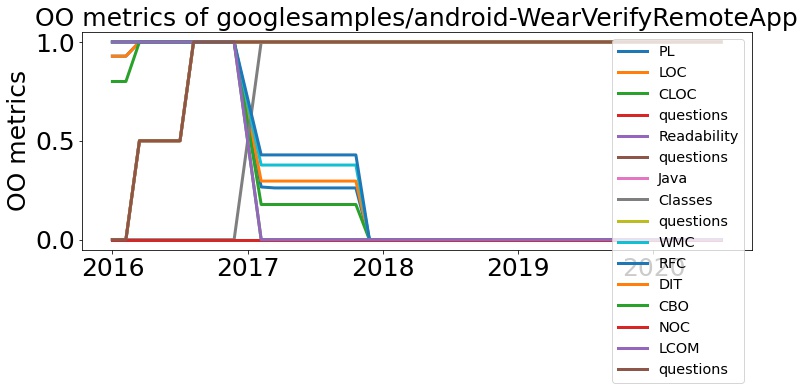 OO metrics of googlesamples/android-WearVerifyRemoteApp
OO metrics
1.0
0.5
0.0
2016
2017
2018
2019
2020
PL
LOC
CLOC
questions
Readability
questions
Java
Classes
questions
WMC
RFC
DIT
CBO
NOC
LCOM
questions